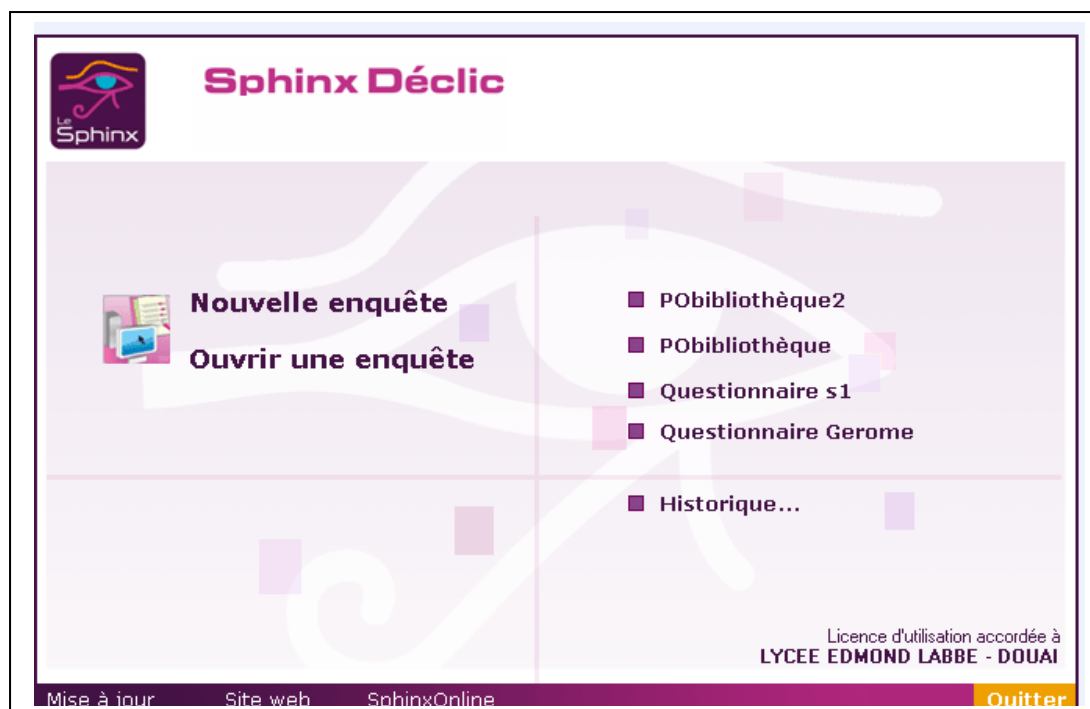 Le
Sphinx
Sphinx Déclic
Nouvelle enquête
Ouvrir une enquête
PObibliothèque2
PObibliothèque
Questionnaire s1
Questionnaire Gerome
Historique...
Licence d'utilisation accordée à
LYCEE EDMOND LABBE - DOUAI
Mise à jour Site web SphinxOnline Quitter